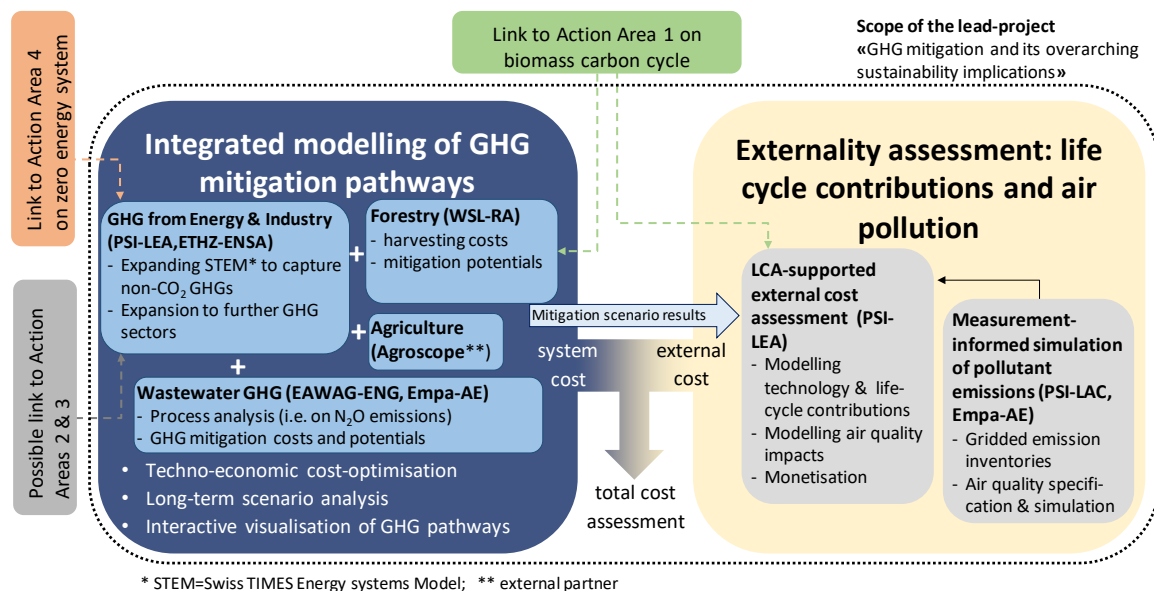 Link to Action Area 4
on zero energy system
Link to Action Area 1 on
biomass carbon cycle
Scope of the lead-project
«GHG mitigation and its overarching
sustainability implications»
Integrated modelling of GHG
mitigation pathways
GHG from Energy & Industry
(PSI-LEA,ETHZ-ENSA)
- Expanding STEM* to capture
non-CO2 GHGs
- Expansion to further GHG
sectors
+
Forestry (WSL-RA)
- harvesting costs
- mitigation potentials
+
Agriculture
(Agroscope**)
+
Wastewater GHG (EAWAG-ENG, Empa-AE)
- Process analysis (i.e. on N2O emissions)
- GHG mitigation costs and potentials
• Techno-economic cost-optimisation
• Long-term scenario analysis
• Interactive visualisation of GHG pathways
Possible link to Action
Areas 2 & 3
Mitigation scenario results
system
cost
external
cost
total cost
assessment
Externality assessment: life
cycle contributions and air
pollution
LCA-supported
external cost
assessment (PSI-
LEA)
- Modelling
technology & life-
cycle contributions
- Modelling air quality
impacts
- Monetisation
Measurement-
informed simulation
of pollutant
emissions (PSI-LAC,
Empa-AE)
- Gridded emission
inventories
- Air quality specifi-
cation & simulation
* STEM=Swiss TIMES Energy systems Model; ** external partner